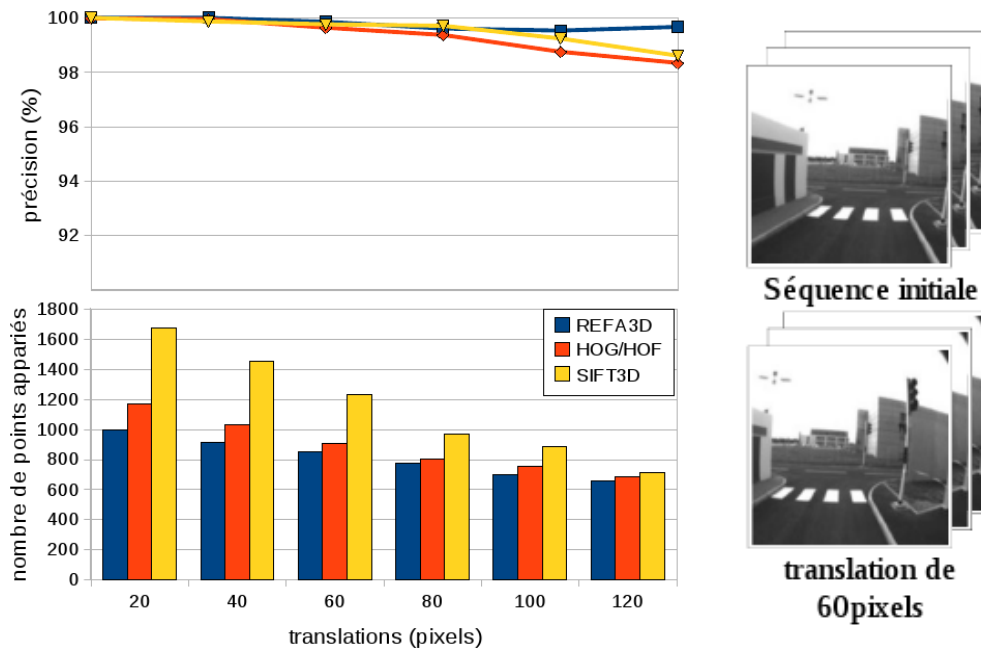 100
98
96
94
92
précision (%)
1800
1600
1400
1200
1000
800
600
400
200
0
nombre de points appariés
REFA3D
HOG/HOF
SIFT3D
20 40 60 80 100 120
translations (pixels)
Séquence initiale
translation de
60pixels